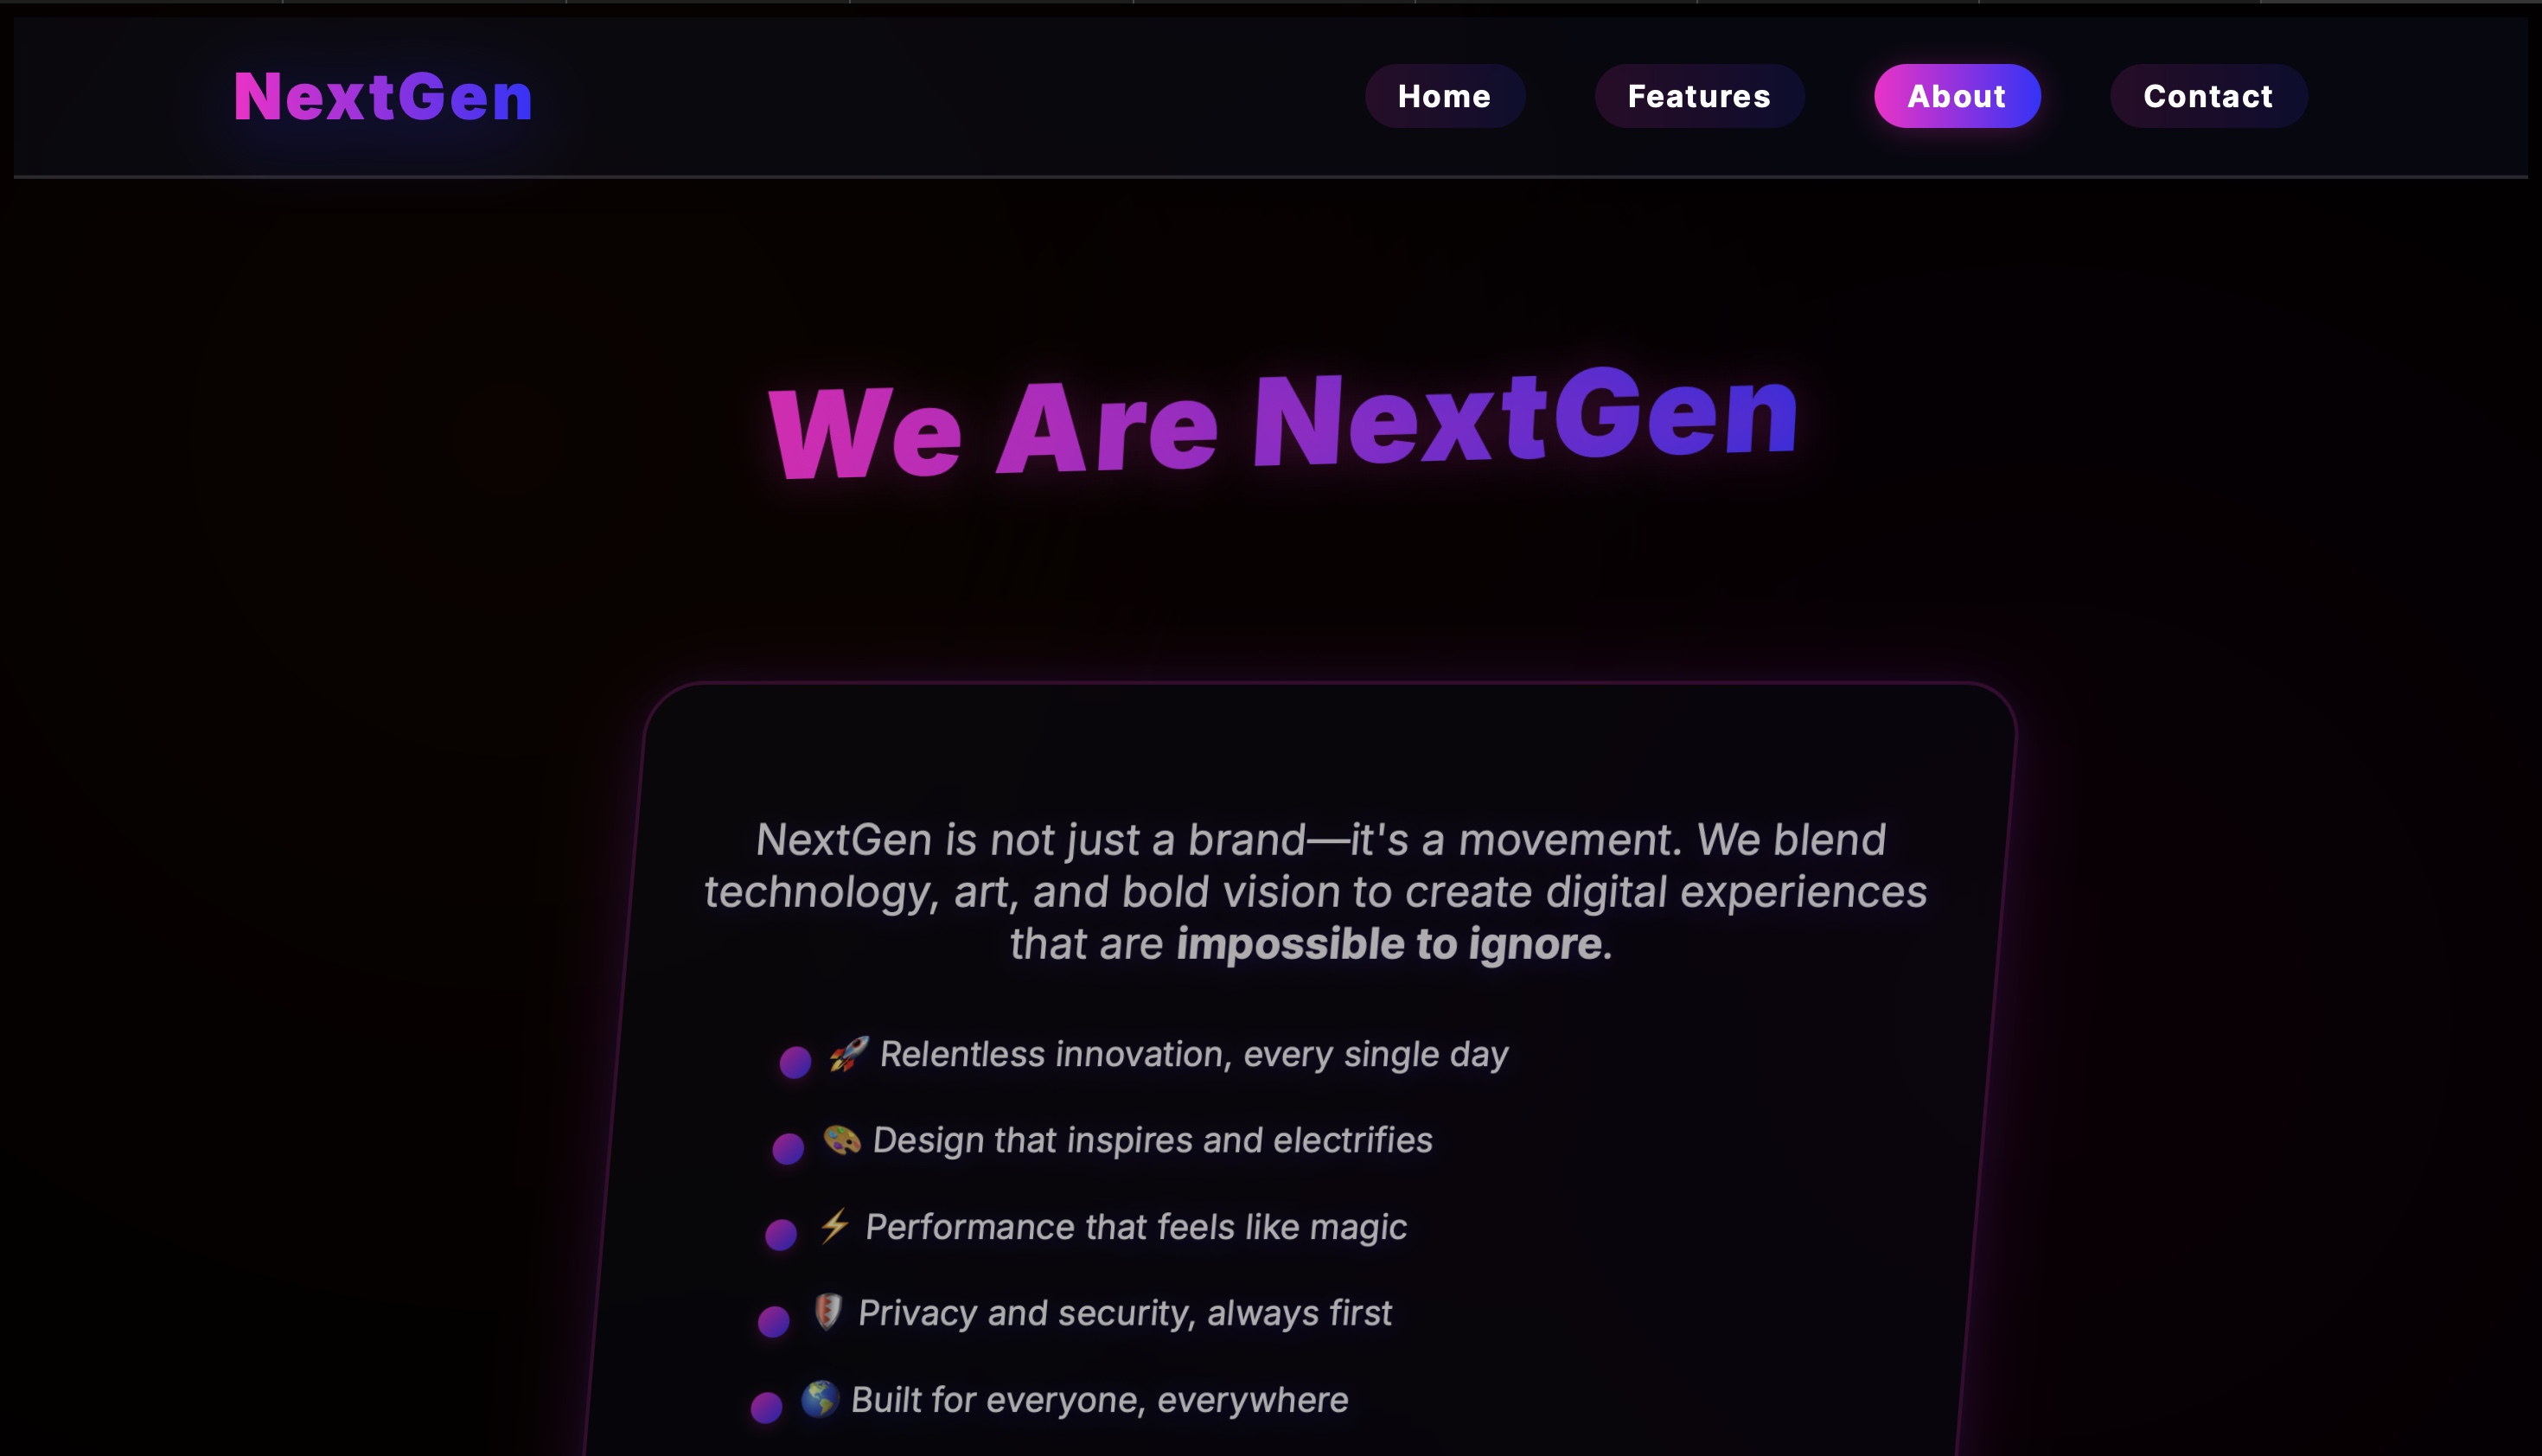 NextGen
Home
Features
About
Contact
We Are NextGen
NextGen is not just a brand—it's a movement. We blend
technology, art, and bold vision to create digital experiences
that are impossible to ignore.
🚀 Relentless innovation, every single day
🎨 Design that inspires and electrifies
⚡ Performance that feels like magic
🛡️ Privacy and security, always first
🌎 Built for everyone, everywhere